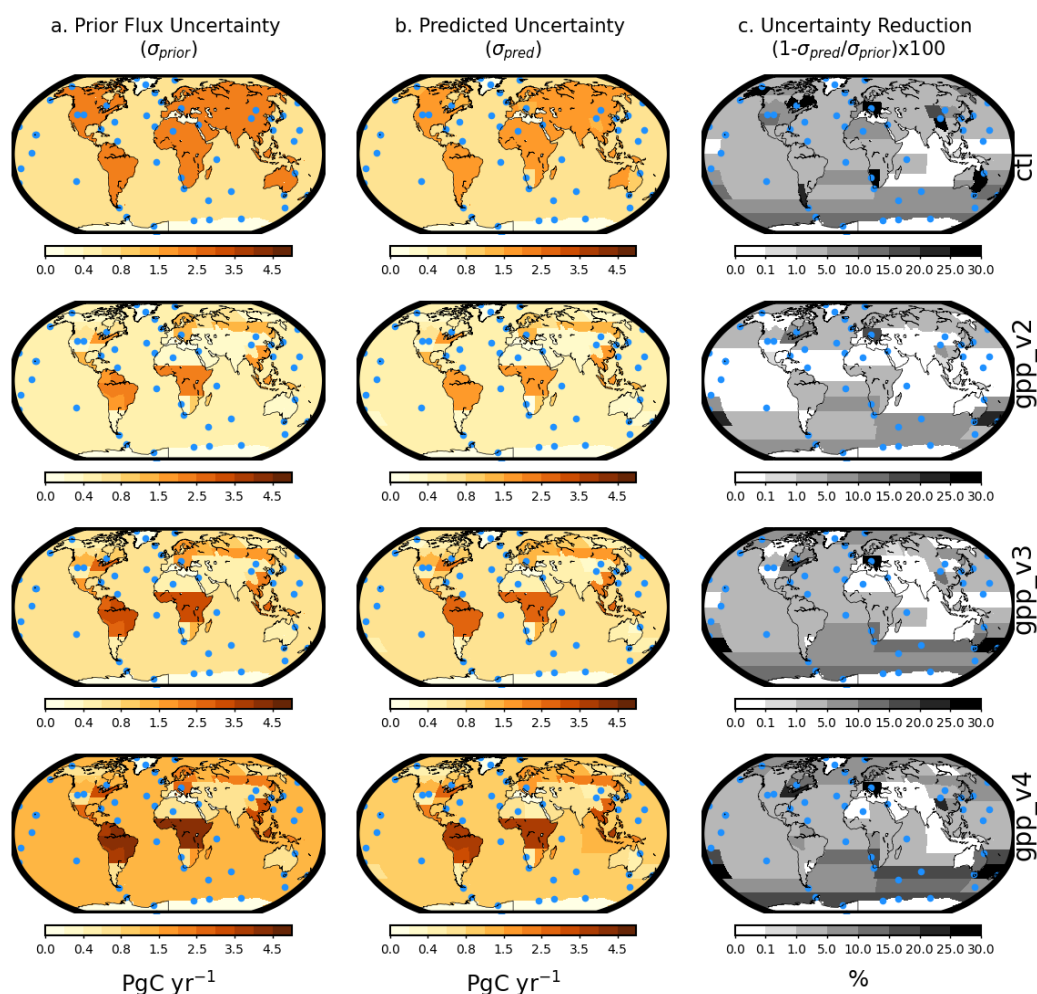 a. Prior Flux Uncertainty
(σprior)
b. Predicted Uncertainty
(σpred)
c. Uncertainty Reduction
(1-σpred/σprior)x100
ctl
0.0 0.4 0.8 1.5 2.5 3.5 4.5
0.0 0.4 0.8 1.5 2.5 3.5 4.5
0.0 0.1 1.0 5.0 10.0 15.0 20.0 25.0 30.0
gpp_v2
0.0 0.4 0.8 1.5 2.5 3.5 4.5
0.0 0.4 0.8 1.5 2.5 3.5 4.5
0.0 0.1 1.0 5.0 10.0 15.0 20.0 25.0 30.0
gpp_v3
0.0 0.4 0.8 1.5 2.5 3.5 4.5
0.0 0.4 0.8 1.5 2.5 3.5 4.5
0.0 0.1 1.0 5.0 10.0 15.0 20.0 25.0 30.0
gpp_v4
0.0 0.4 0.8 1.5 2.5 3.5 4.5
0.0 0.4 0.8 1.5 2.5 3.5 4.5
0.0 0.1 1.0 5.0 10.0 15.0 20.0 25.0 30.0
PgC yr⁻¹
PgC yr⁻¹
%